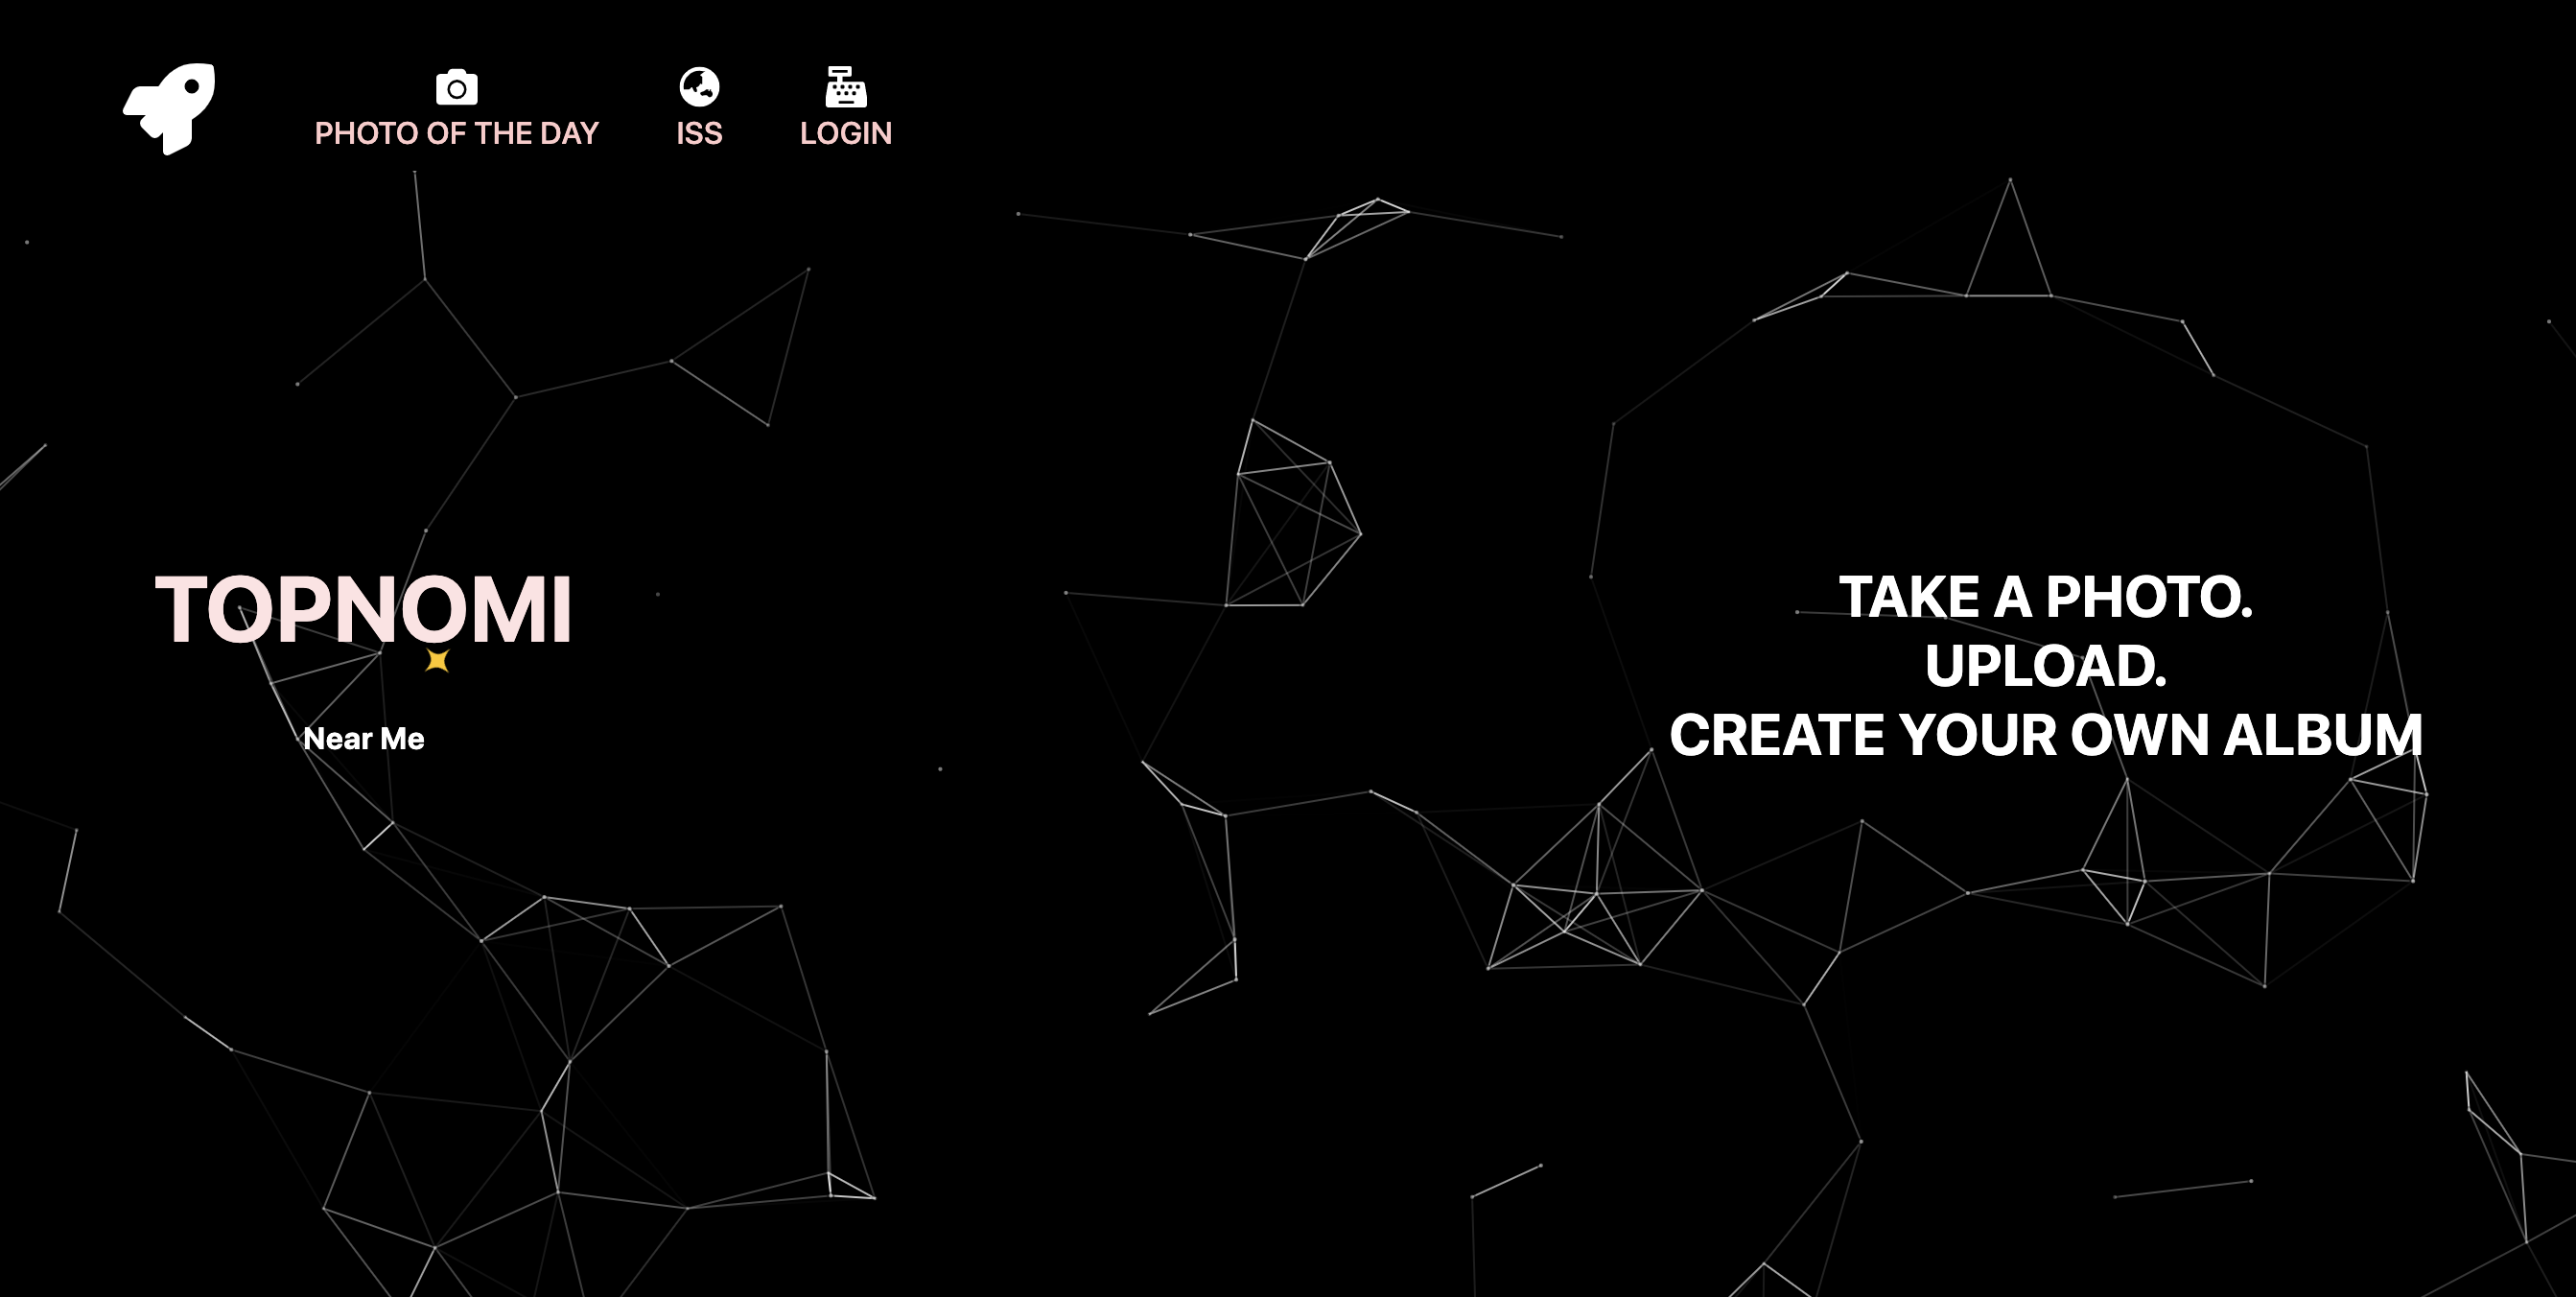 PHOTO OF THE DAY
ISS
LOGIN
TOPNOMI
Near Me
TAKE A PHOTO.
UPLOAD.
CREATE YOUR OWN ALBUM